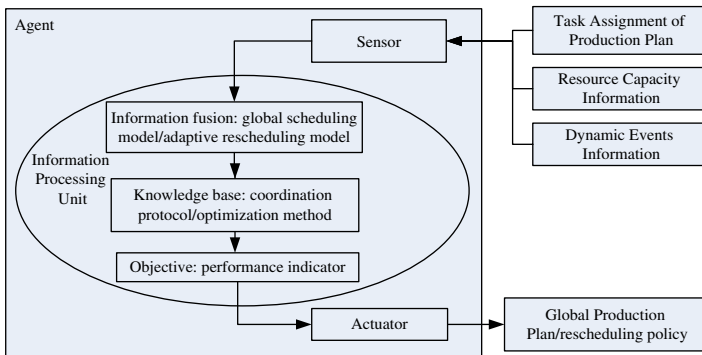 Agent
Sensor
Task Assignment of
Production Plan
Resource Capacity
Information
Dynamic Events
Information
Information fusion: global scheduling
model/adaptive rescheduling model
Information
Processing
Unit
Knowledge base: coordination
protocol/optimization method
Objective: performance indicator
Actuator
Global Production
Plan/rescheduling policy